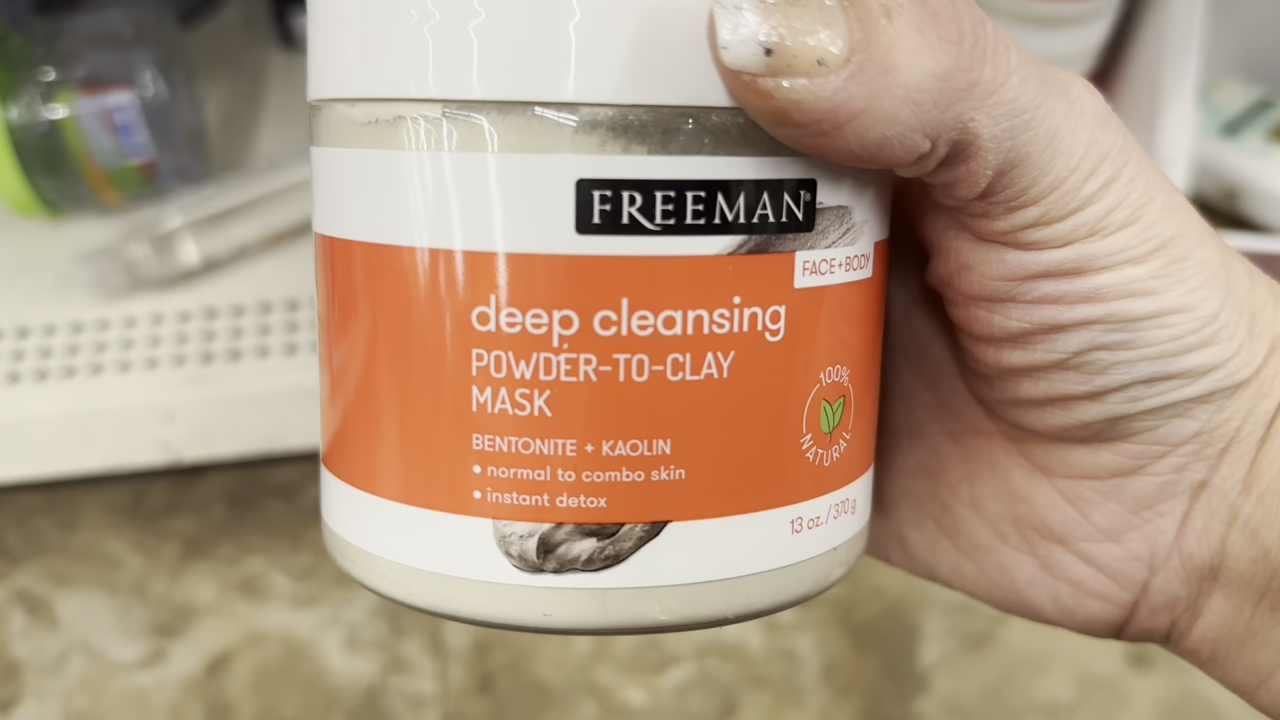 FREEMAN®
FACE+BODY
deep cleansing
POWDER-TO-CLAY
MASK
BENTONITE + KAOLIN
• normal to combo skin
• instant detox
100%
NATURAL
13 oz. / 370 g